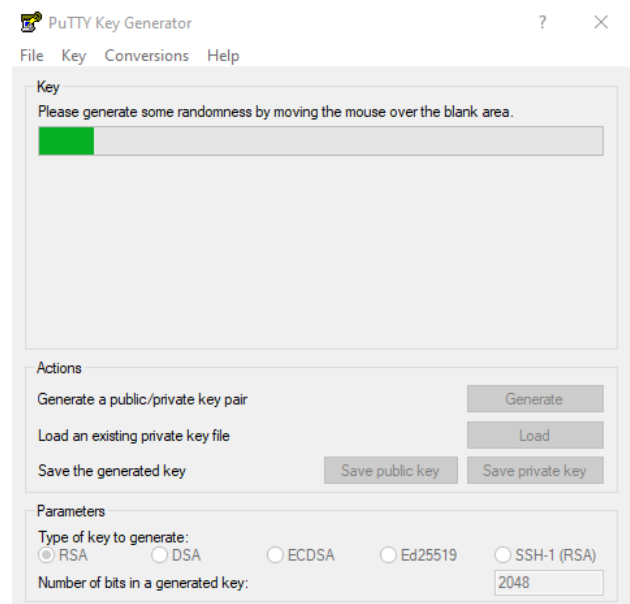 PuTTY Key Generator ? ×
File Key Conversions Help
Key
Please generate some randomness by moving the mouse over the blank area.
Actions
Generate a public/private key pair Generate
Load an existing private key file Load
Save the generated key Save public key Save private key
Parameters
Type of key to generate:
RSA DSA ECDSA Ed25519 SSH-1 (RSA)
Number of bits in a generated key: 2048